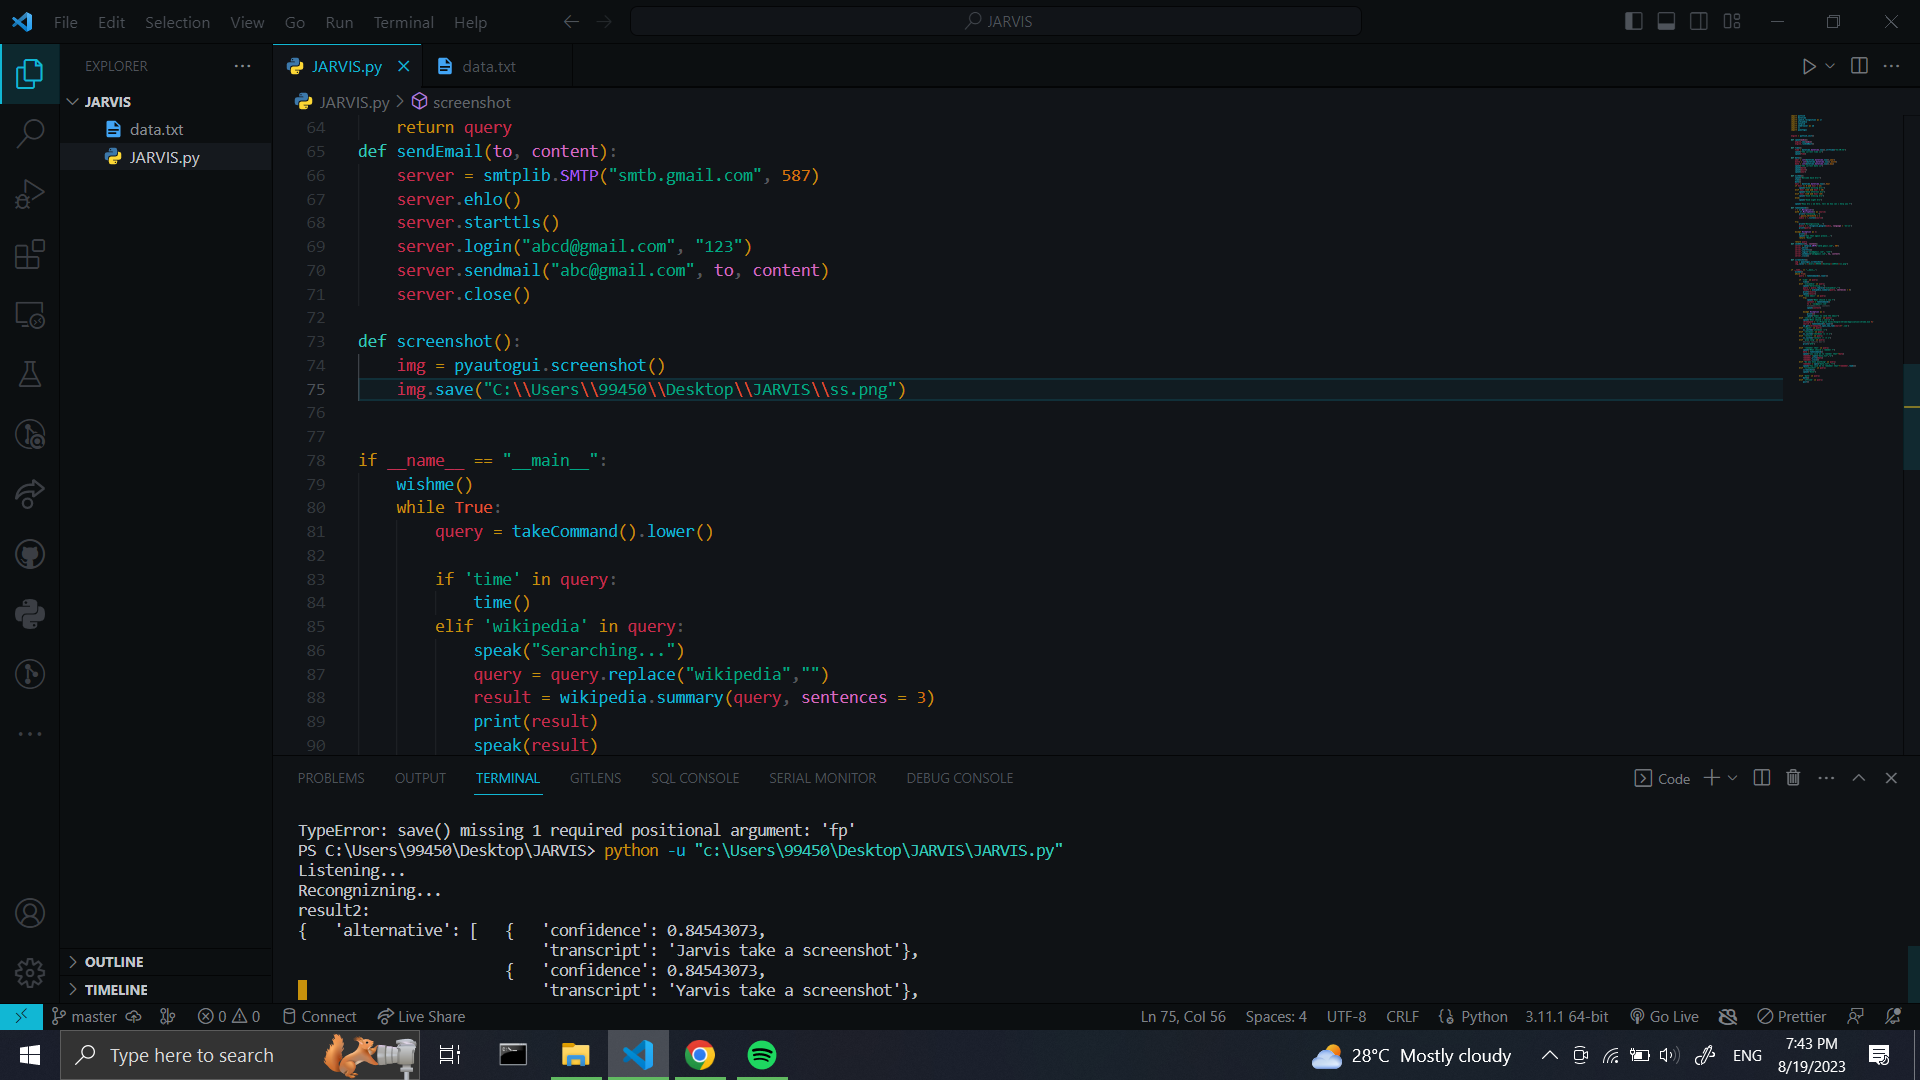 File Edit Selection View Go Run Terminal Help
JARVIS
EXPLORER
JARVIS
data.txt
JARVIS.py
OUTLINE
TIMELINE
JARVIS.py
data.txt
JARVIS.py > screenshot
64 return query
65 def sendEmail(to, content):
66 server = smtplib.SMTP("smtb.gmail.com", 587)
67 server.ehlo()
68 server.starttls()
69 server.login("abcd@gmail.com", "123")
70 server.sendmail("abc@gmail.com", to, content)
71 server.close()
72
73 def screenshot():
74 img = pyautogui.screenshot()
75 img.save("C:\\Users\\99450\\Desktop\\JARVIS\\ss.png")
76
77
78 if __name__ == "__main__":
79 wishme()
80 while True:
81 query = takeCommand().lower()
82
83 if 'time' in query:
84 time()
85 elif 'wikipedia' in query:
86 speak("Serarching...")
87 query = query.replace("wikipedia","")
88 result = wikipedia.summary(query, sentences = 3)
89 print(result)
90 speak(result)
PROBLEMS OUTPUT TERMINAL GITLENS SQL CONSOLE SERIAL MONITOR DEBUG CONSOLE
Code
TypeError: save() missing 1 required positional argument: 'fp'
PS C:\Users\99450\Desktop\JARVIS> python -u "c:\Users\99450\Desktop\JARVIS\JARVIS.py"
Listening...
Recongnizning...
result2:
{ 'alternative': [ { 'confidence': 0.84543073,
'transcript': 'Jarvis take a screenshot'},
{ 'confidence': 0.84543073,
'transcript': 'Yarvis take a screenshot'},
master 0 0 Connect Live Share
Ln 75, Col 56 Spaces: 4 UTF-8 CRLF Python 3.11.1 64-bit Go Live Prettier
Type here to search
28°C Mostly cloudy
ENG
7:43 PM
8/19/2023